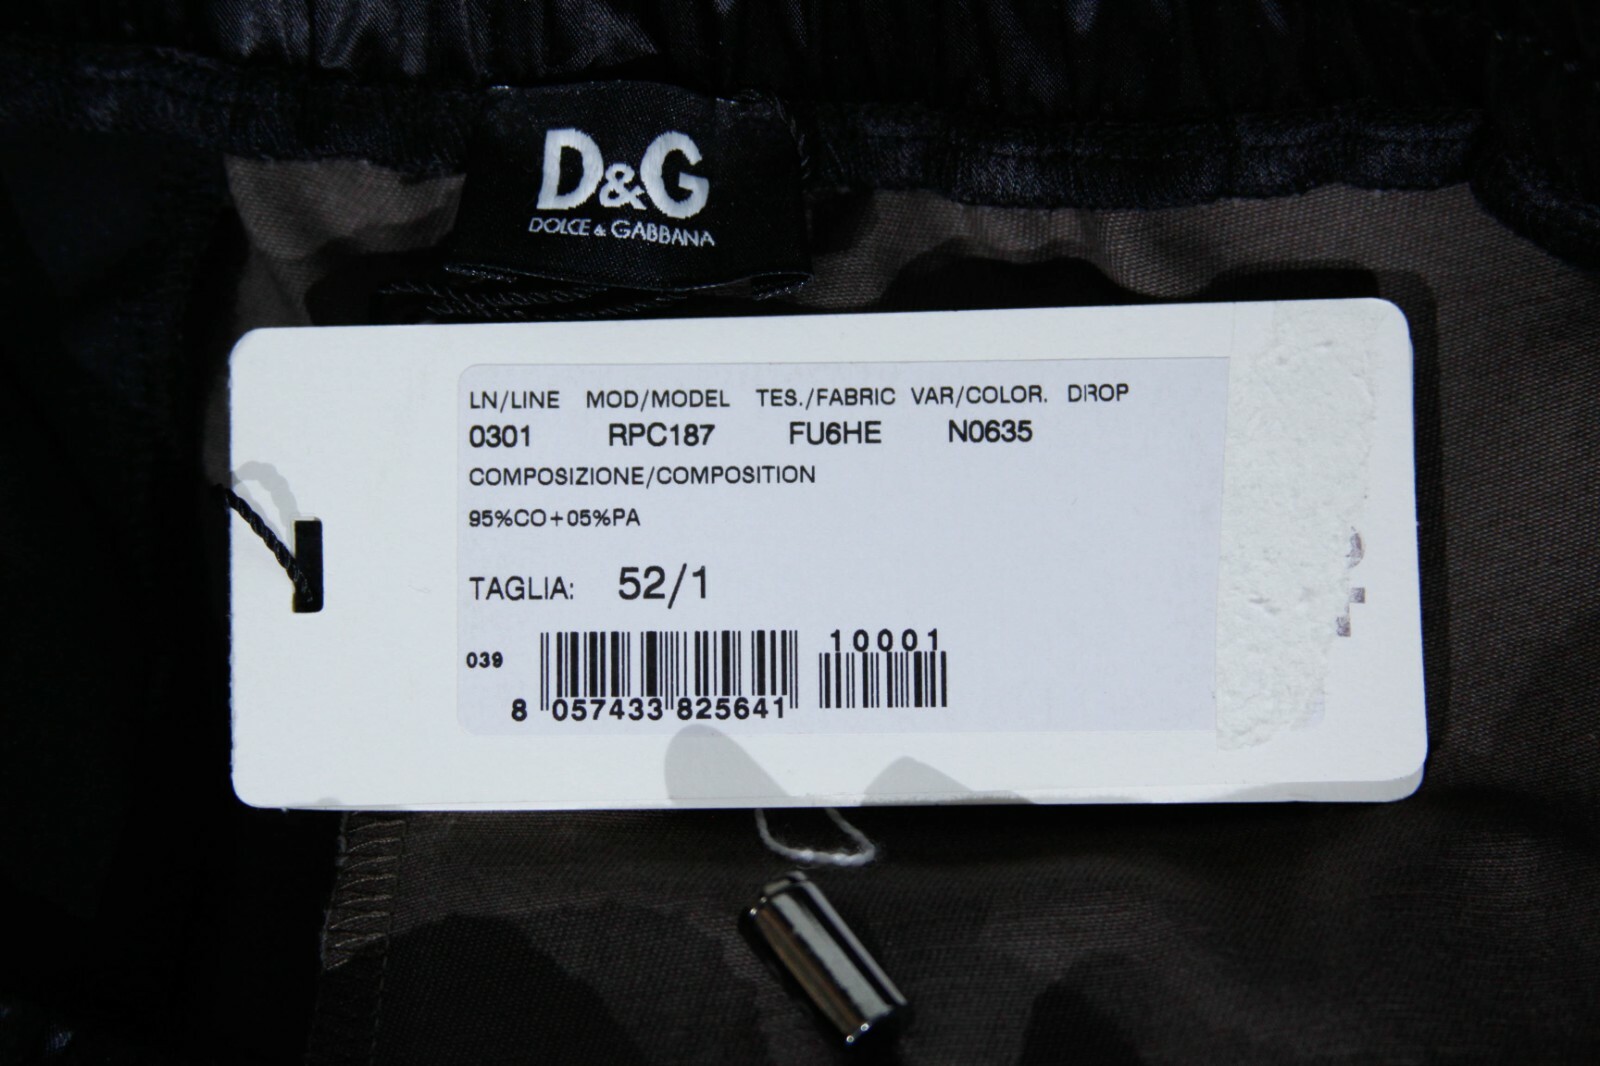 D&G
DOLCE & GABBANA
LN/LINE MOD/MODEL TES./FABRIC VAR/COLOR. DROP
0301 RPC187 FU6HE N0635
COMPOSIZIONE/COMPOSITION
95%CO+05%PA
TAGLIA: 52/1
10001
039
8 057433 825641